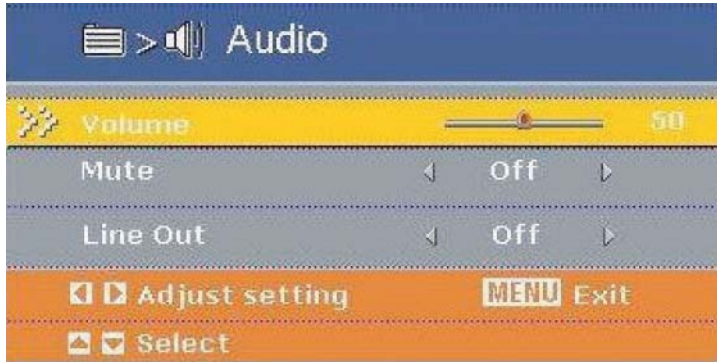 > Audio
Volume 50
Mute Off
Line Out Off
Adjust setting MENU Exit
Select